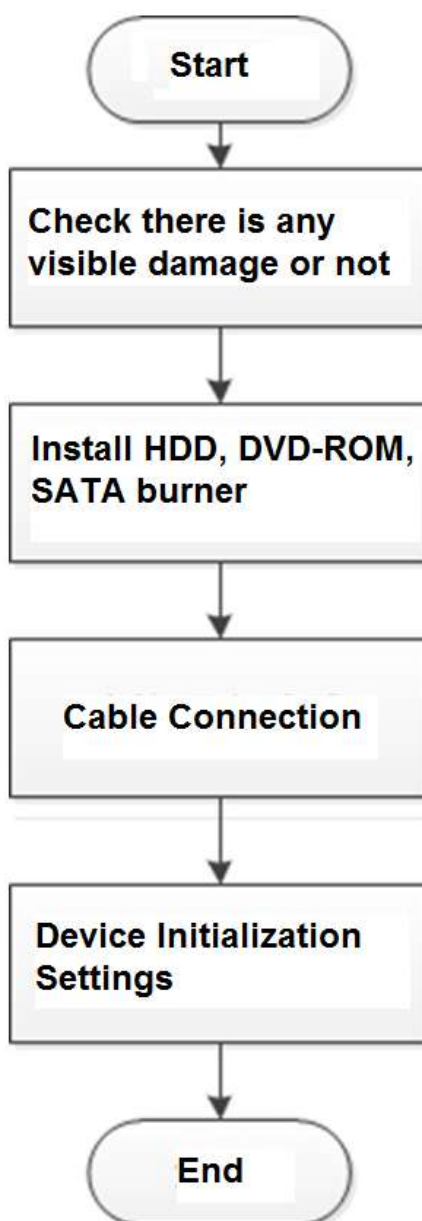 Start
Check there is any
visible damage or not
Install HDD, DVD-ROM,
SATA burner
Cable Connection
Device Initialization
Settings
End